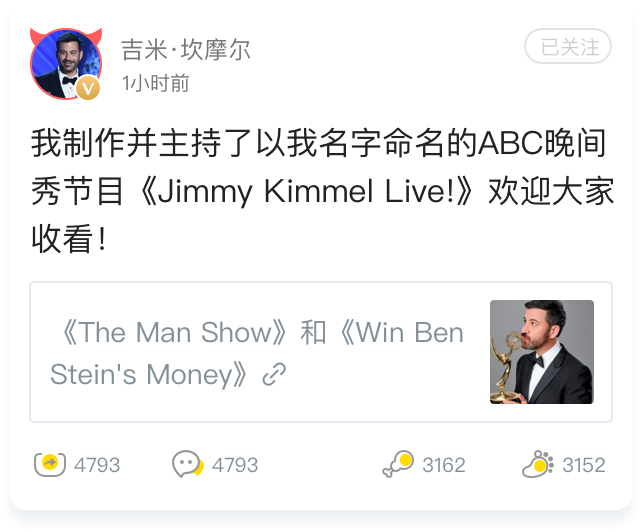 吉米·坎摩尔
已关注
1小时前
V
我制作并主持了以我名字命名的ABC晚间
秀节目《Jimmy Kimmel Live!》欢迎大家
收看！
《The Man Show》和《Win Ben
Stein's Money》
4793 4793 3162 3152